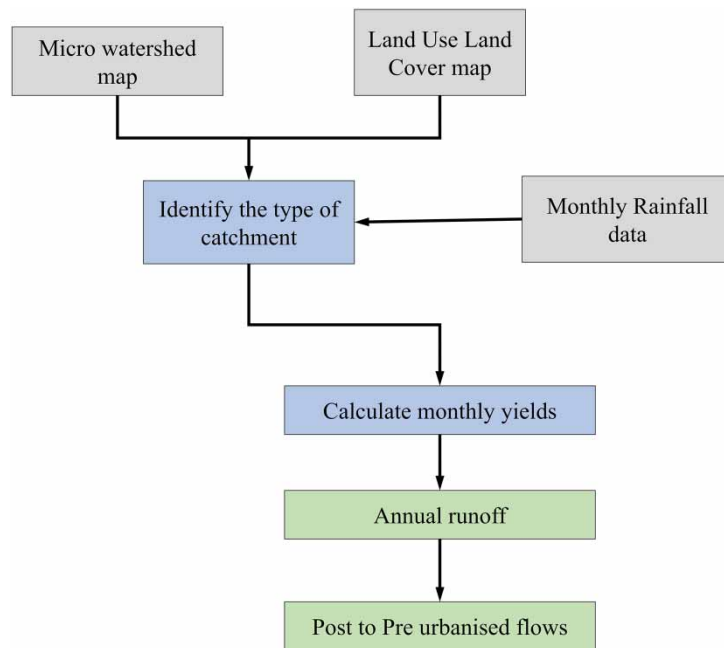 Micro watershed
map
Land Use Land
Cover map
Identify the type of
catchment
Monthly Rainfall
data
Calculate monthly yields
Annual runoff
Post to Pre urbanised flows